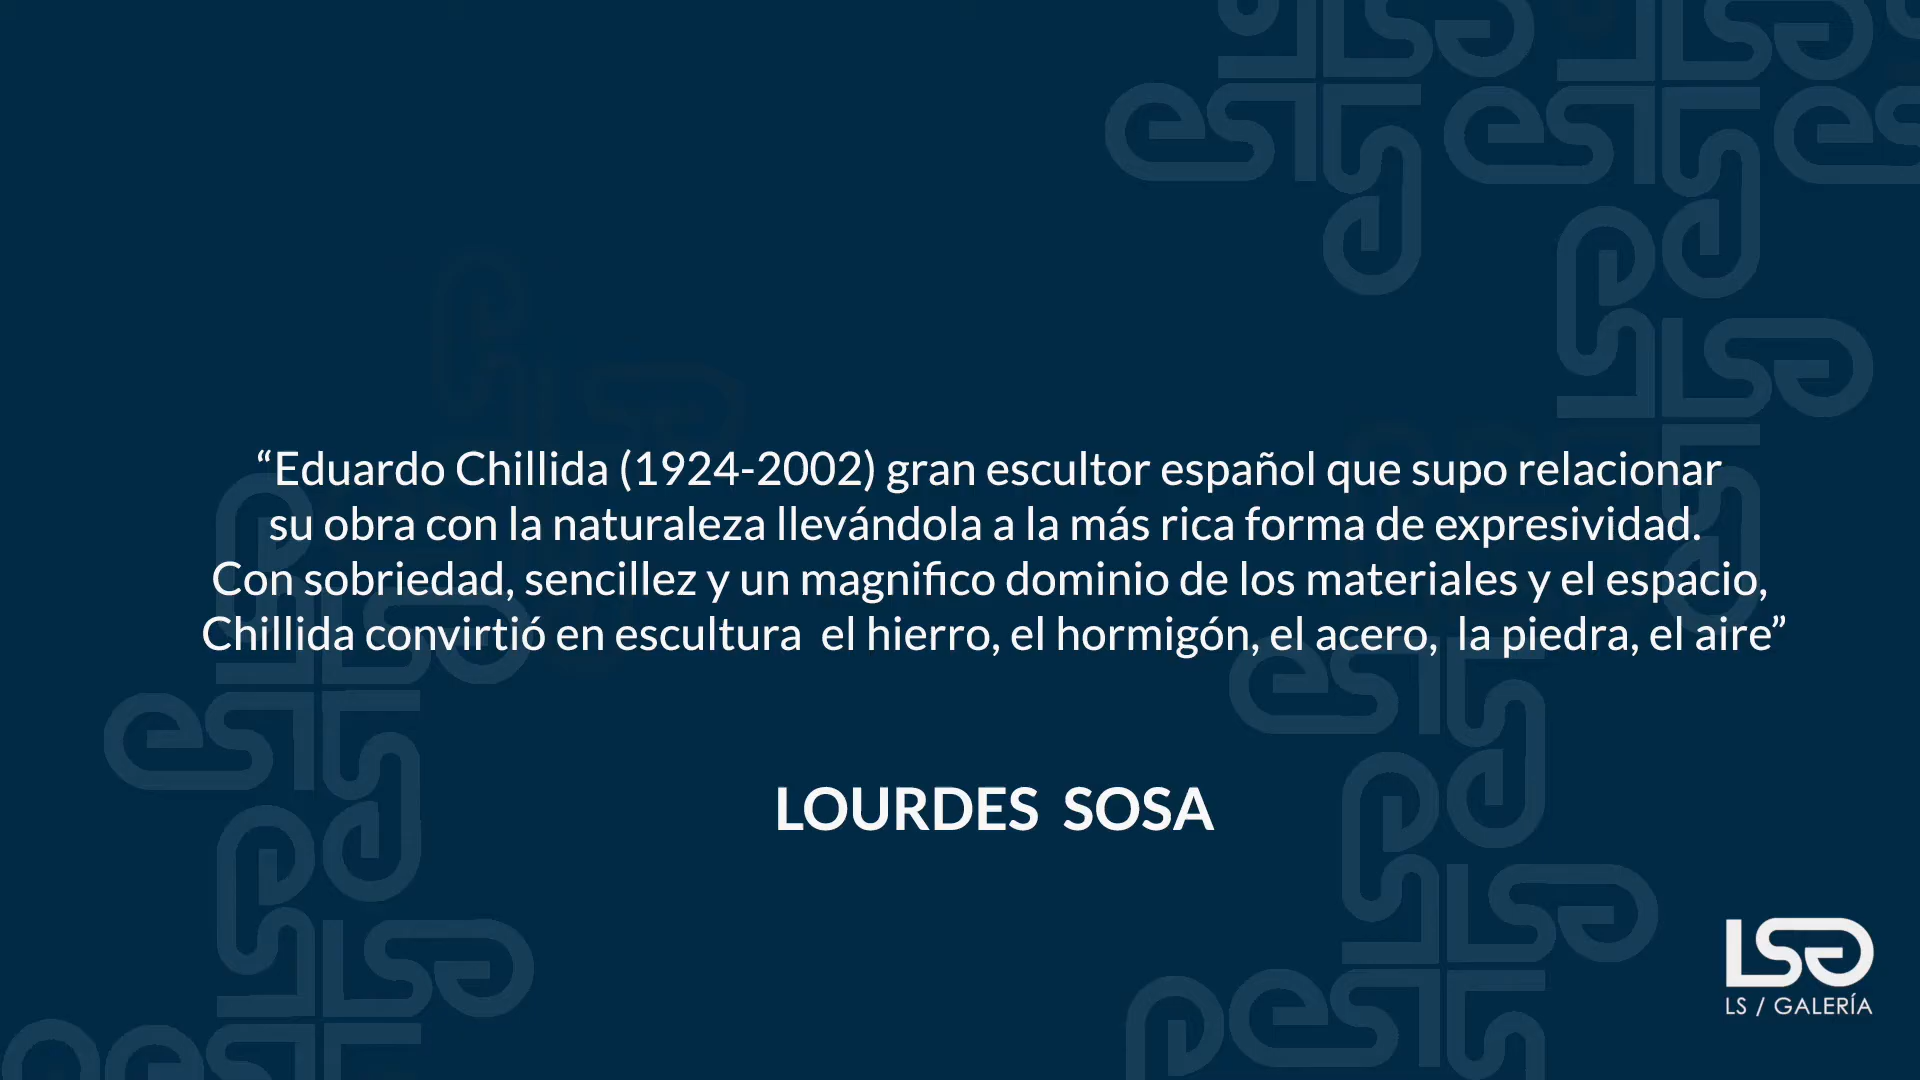 “Eduardo Chillida (1924-2002) gran escultor español que supo relacionar
su obra con la naturaleza llevándola a la más rica forma de expresividad.
Con sobriedad, sencillez y un magnifico dominio de los materiales y el espacio,
Chillida convirtió en escultura  el hierro, el hormigón, el acero,  la piedra, el aire”
LOURDES  SOSA
LSG
LS / GALERÍA